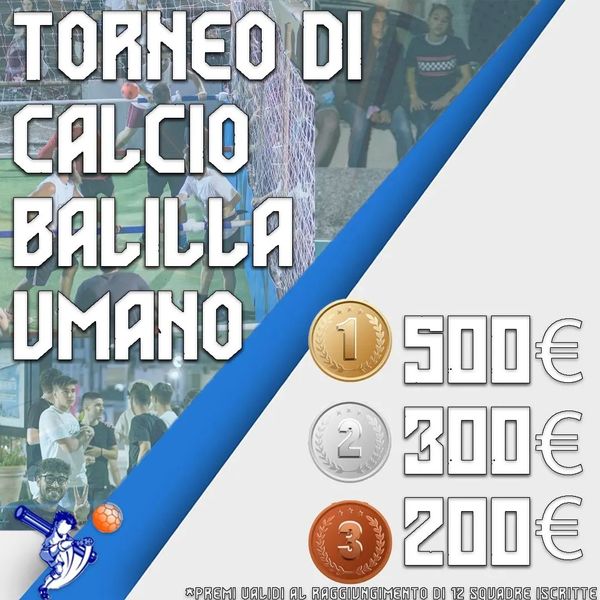 TORNEO DI
CALCIO
BALILLA
UMANO
1 500€
2 300€
3 200€
*PREMI VALIDI AL RAGGIUNGIMENTO DI 12 SQUADRE ISCRITTE